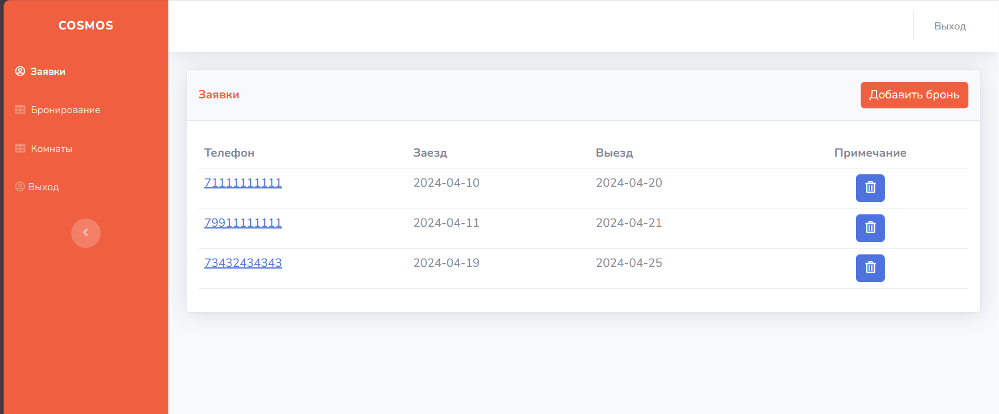 COSMOS
Выход
Заявки
Бронирование
Комнаты
Выход
Заявки
Добавить бронь
Телефон Заезд Выезд Примечание
71111111111 2024-04-10 2024-04-20
79911111111 2024-04-11 2024-04-21
73432434343 2024-04-19 2024-04-25